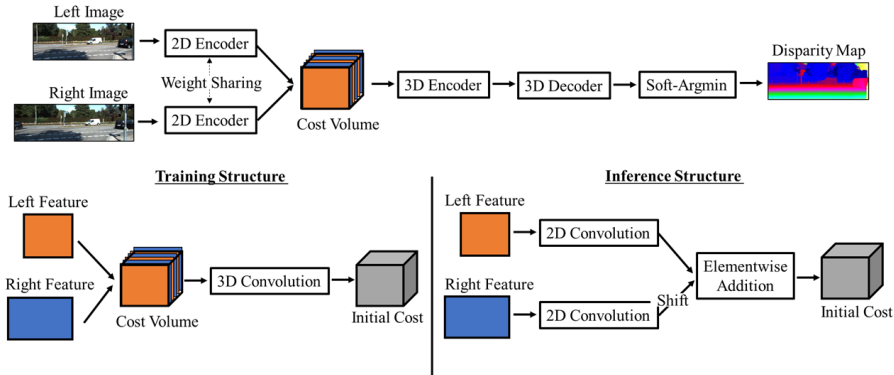 Left Image
2D Encoder
Weight Sharing
Right Image
2D Encoder
Cost Volume
3D Encoder
3D Decoder
Soft-Argmin
Disparity Map
Training Structure
Left Feature
Right Feature
Cost Volume
3D Convolution
Initial Cost
Inference Structure
Left Feature
2D Convolution
Right Feature
2D Convolution
Shift
Elementwise
Addition
Initial Cost